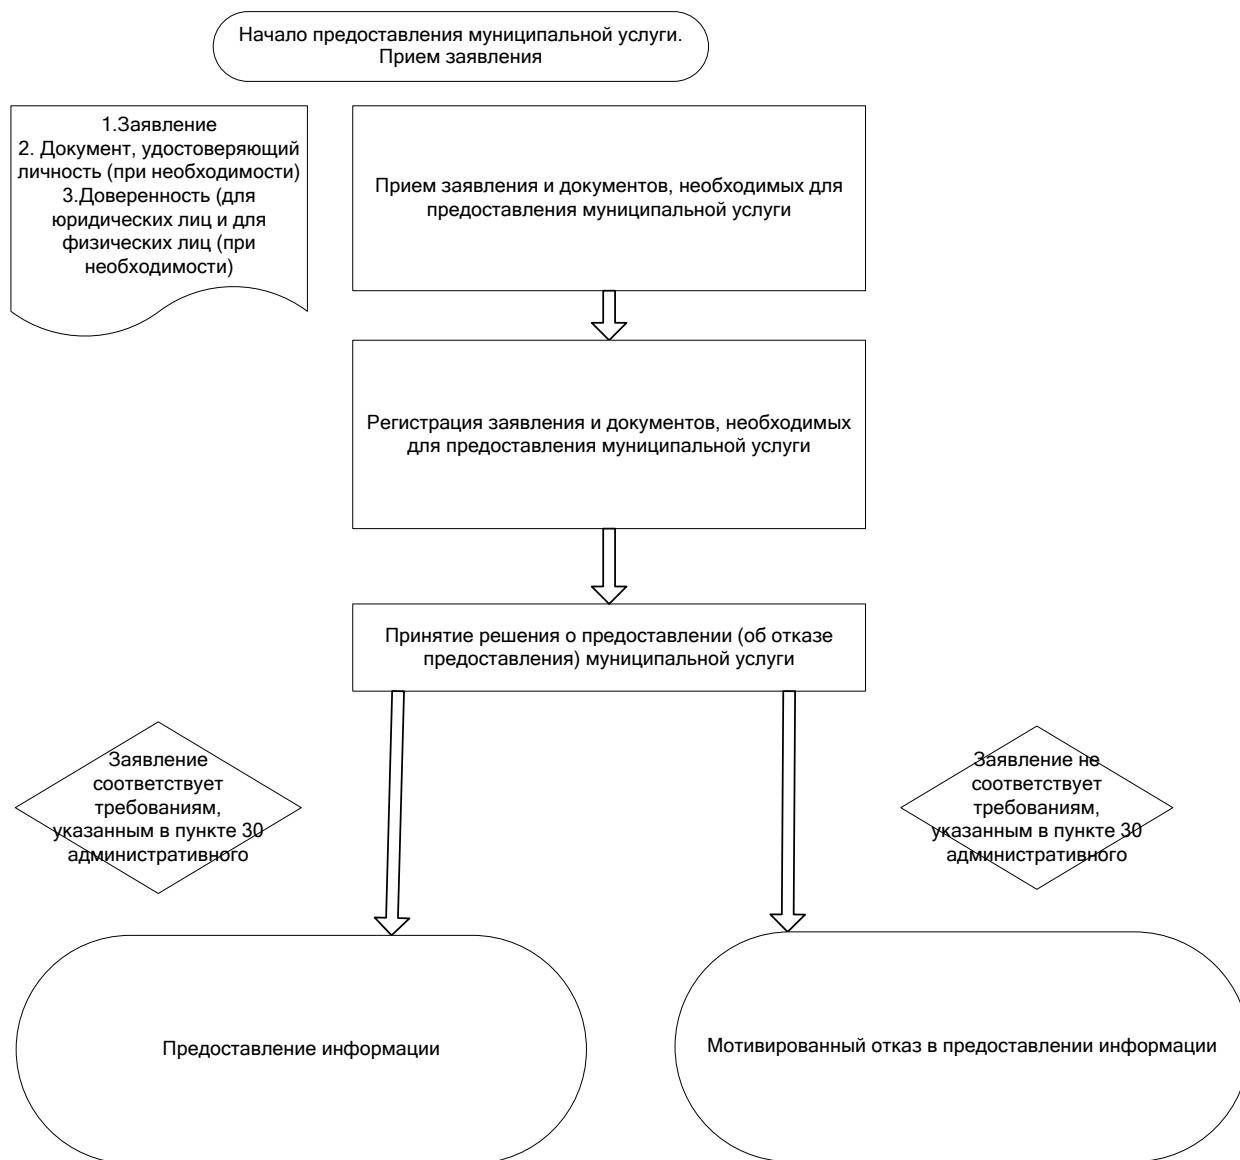 Начало предоставления муниципальной услуги.
Прием заявления
1.Заявление
2. Документ, удостоверяющий
личность (при необходимости)
3.Доверенность (для
юридических лиц и для
физических лиц (при
необходимости)
Прием заявления и документов, необходимых для
предоставления муниципальной услуги
Регистрация заявления и документов, необходимых
для предоставления муниципальной услуги
Принятие решения о предоставлении (об отказе
предоставления) муниципальной услуги
Заявление
соответствует
требованиям,
указанным в пункте 30
административного
Заявление не
соответствует
требованиям,
указанным в пункте 30
административного
Предоставление информации
Мотивированный отказ в предоставлении информации